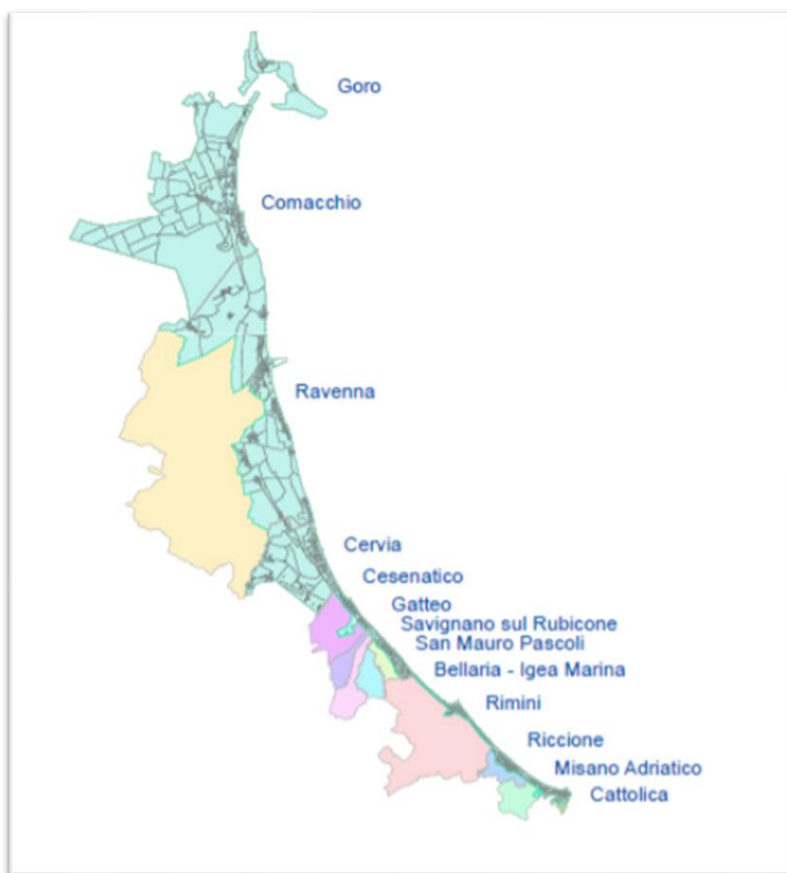 Goro
Comacchio
Ravenna
Cervia
Cesenatico
Gatteo
Savignano sul Rubicone
San Mauro Pascoli
Bellaria - Igea Marina
Rimini
Riccione
Misano Adriatico
Cattolica